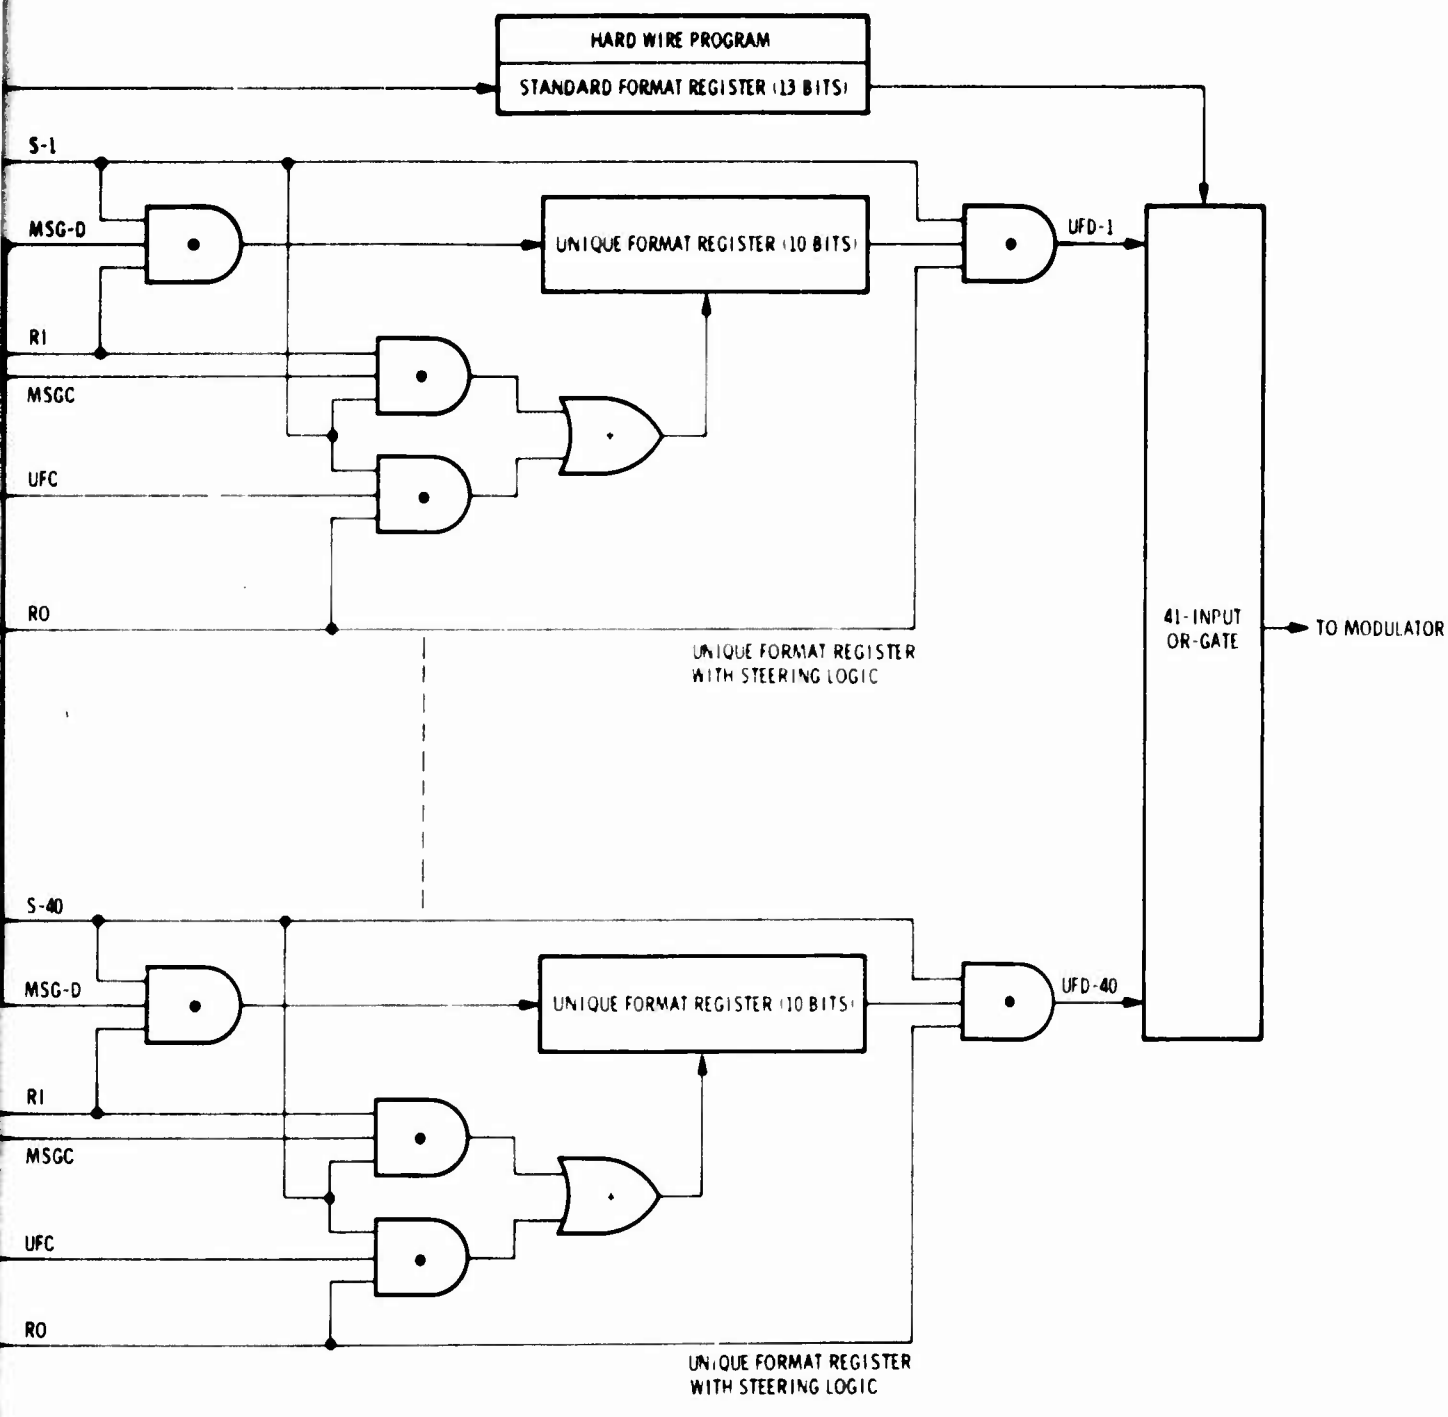 HARD WIRE PROGRAM
STANDARD FORMAT REGISTER (13 BITS)
S-1
MSG-D
UNIQUE FORMAT REGISTER (10 BITS)
UFD-1
RI
MSGC
UFC
RO
41-INPUT
OR-GATE
TO MODULATOR
UNIQUE FORMAT REGISTER
WITH STEERING LOGIC
S-40
MSG-D
UNIQUE FORMAT REGISTER (10 BITS)
UFD-40
RI
MSGC
UFC
RO
UNIQUE FORMAT REGISTER
WITH STEERING LOGIC